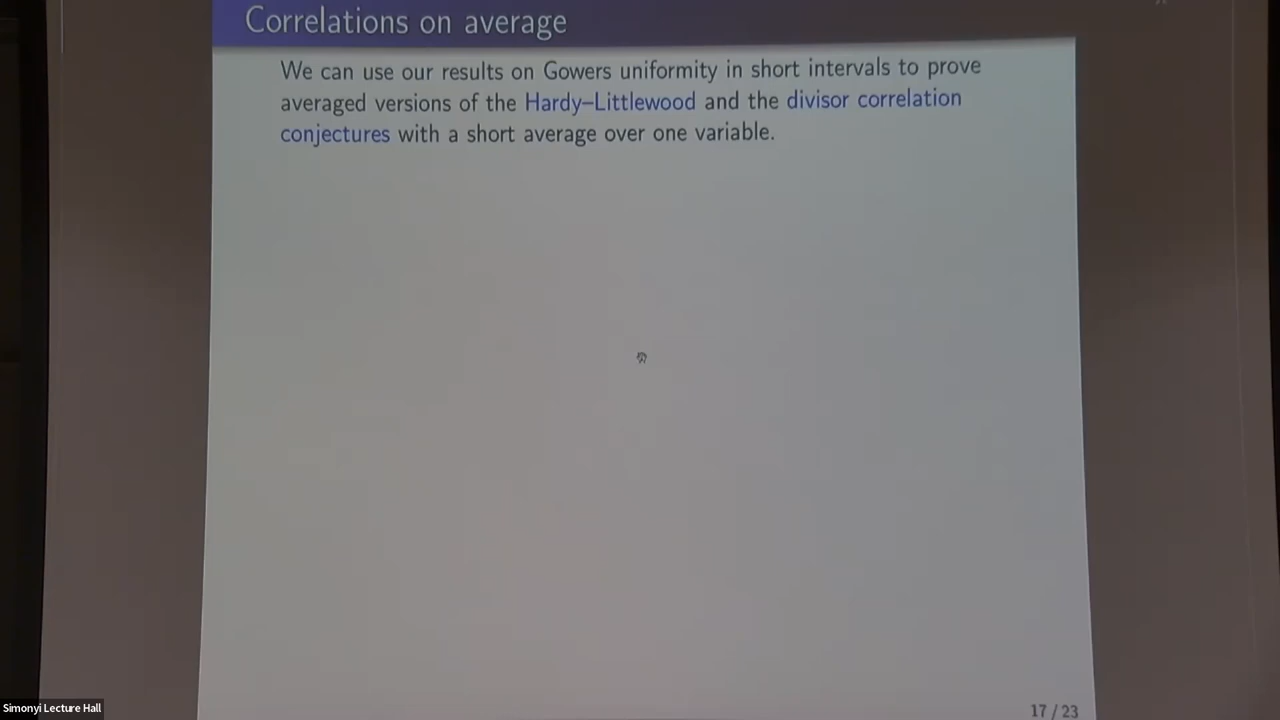 Correlations on average
We can use our results on Gowers uniformity in short intervals to prove
averaged versions of the Hardy–Littlewood and the divisor correlation
conjectures with a short average over one variable.
17 / 23
Simonyi Lecture Hall